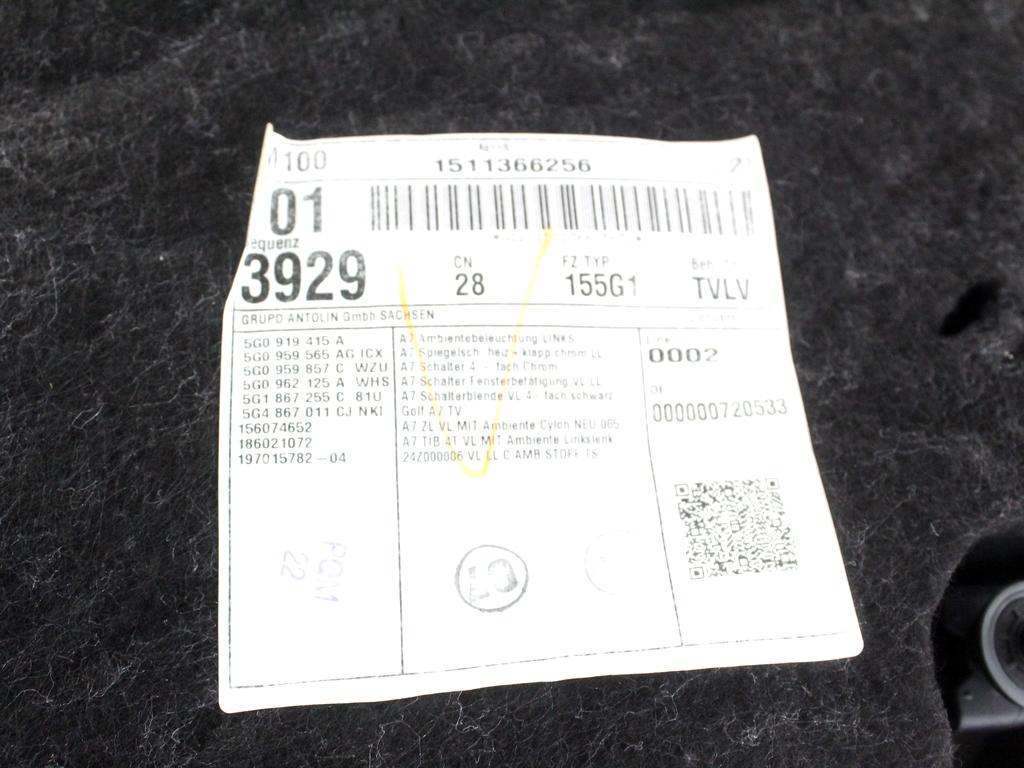 100
1511366256
01
equenz
3929
CN
28
FZ.TYP
155G1
TVLV
GRUPO ANTOLIN GmbH SACHSEN
5G0 919 415 A
5G0 959 565 AG ICX
5G0 959 857 C WZU
5G0 962 125 A WHS
5G1 867 255 C 81U
5G4 867 011 CJ NKI
156074652
186021072
197015782-04
A7 Ambientebeleuchtung LINKS
A7 Spiegelsch. heiz + klapp chrom LL
A7 Schalter 4 - fach Chrom
A7 Schalter Fensterbetätigung VL LL
A7 Schalterblende VL 4- fach schwarz
Golf A7 TV
A7 ZL VL MIT Ambiente Cylon NEU 065
A7 TIB 4T VL MIT Ambiente Linkslenk
24Z000006 VL LL C AMB STOFF TS
0002
000000720533
PQM
22